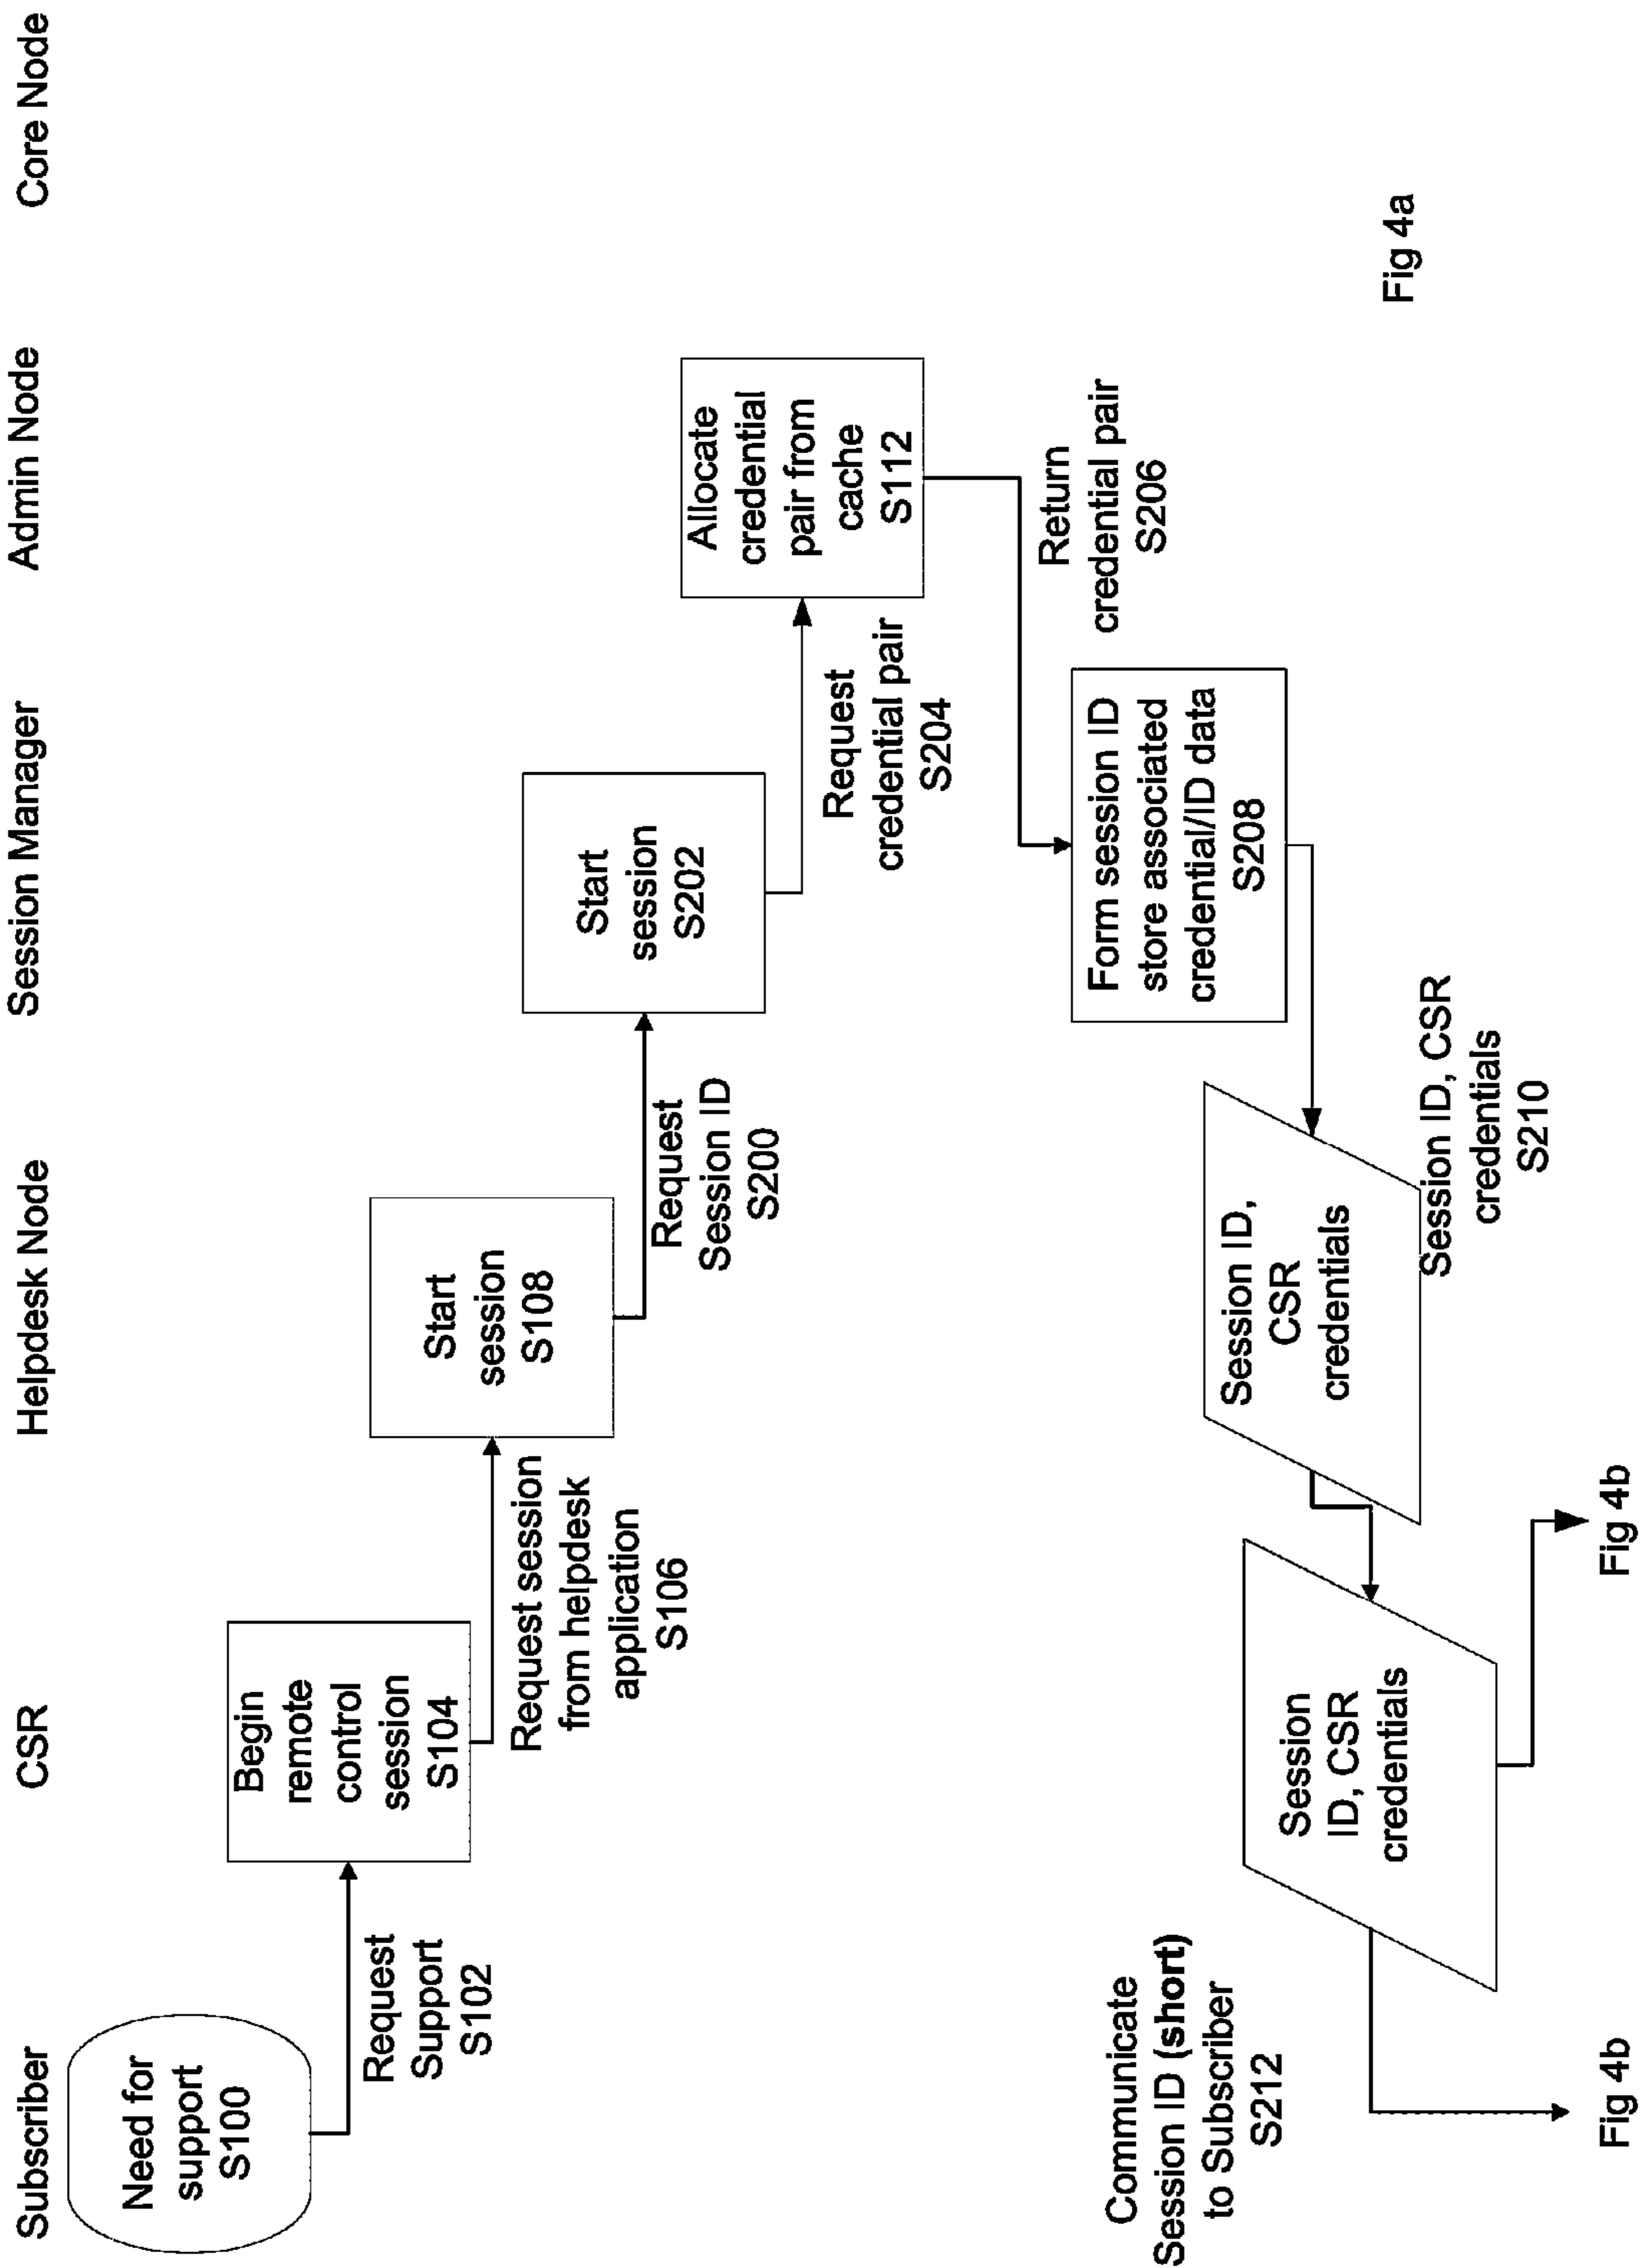 Subscriber
CSR
Helpdesk Node
Session Manager
Admin Node
Core Node
Need for
support
S100
Request
Support
S102
Begin
remote
control
session
S104
Request session
from helpdesk
application
S106
Start
session
S108
Request
Session ID
S200
Start
session
S202
Request
credential pair
S204
Allocate
credential
pair from
cache
S112
Return
credential pair
S206
Form session ID
store associated
credential/ID data
S208
Session ID, CSR
credentials
S210
Session ID,
CSR
credentials
Session
ID, CSR
credentials
Communicate
Session ID (short)
to Subscriber
S212
Fig 4b
Fig 4b
Fig 4a